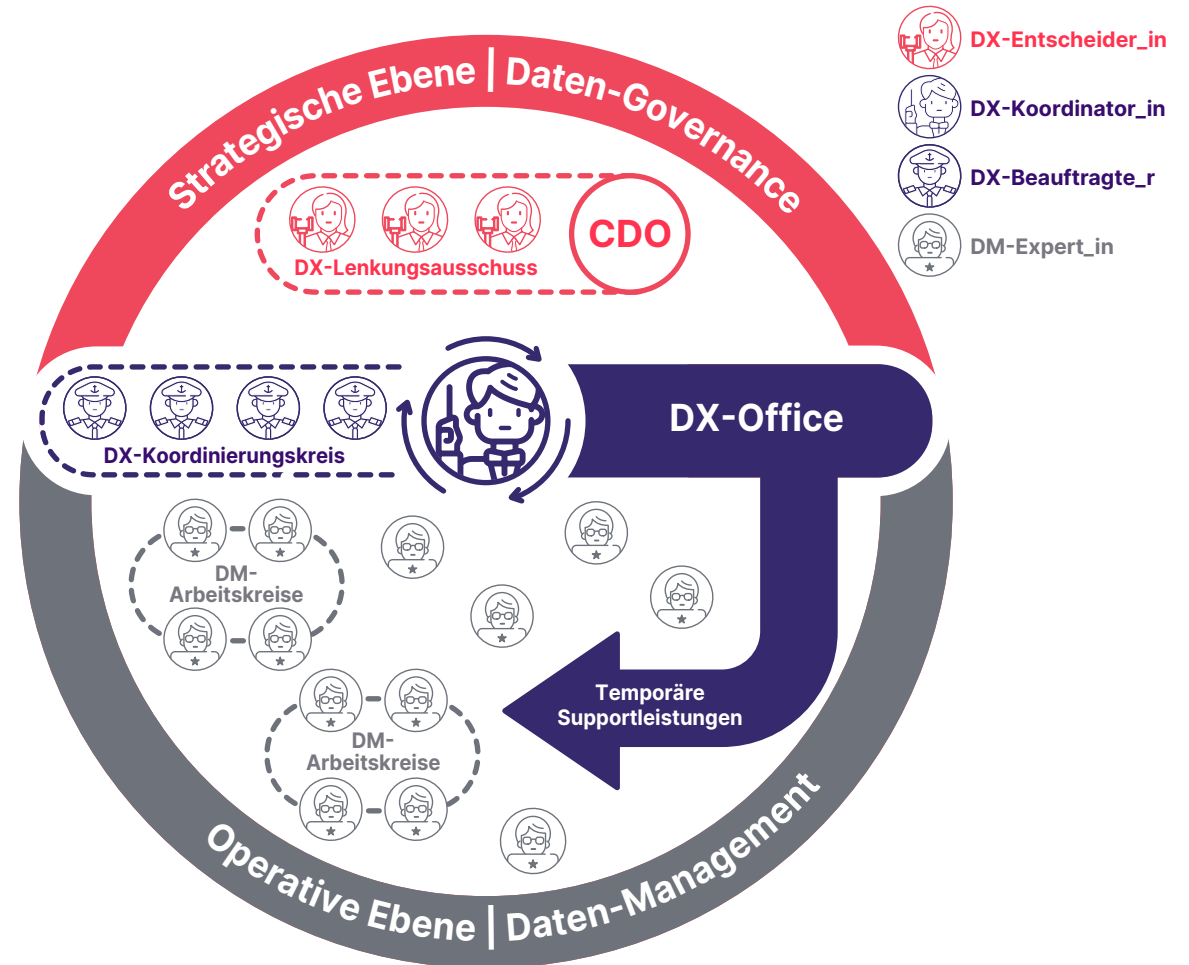 Strategische Ebene | Daten-Governance
DX-Entscheider_in
DX-Koordinator_in
DX-Beauftragte_r
DM-Expert_in
CDO
DX-Lenkungsausschuss
DX-Office
DX-Koordinierungskreis
DM-
Arbeitskreise
Temporäre
Supportleistungen
DM-
Arbeitskreise
Operative Ebene | Daten-Management